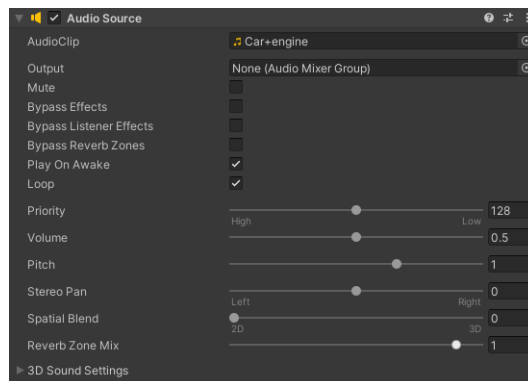 Audio Source
AudioClip Car+engine
Output None (Audio Mixer Group)
Mute
Bypass Effects
Bypass Listener Effects
Bypass Reverb Zones
Play On Awake
Loop
Priority 128
High Low
Volume 0.5
Pitch 1
Stereo Pan 0
Left Right
Spatial Blend 0
2D 3D
Reverb Zone Mix 1
3D Sound Settings